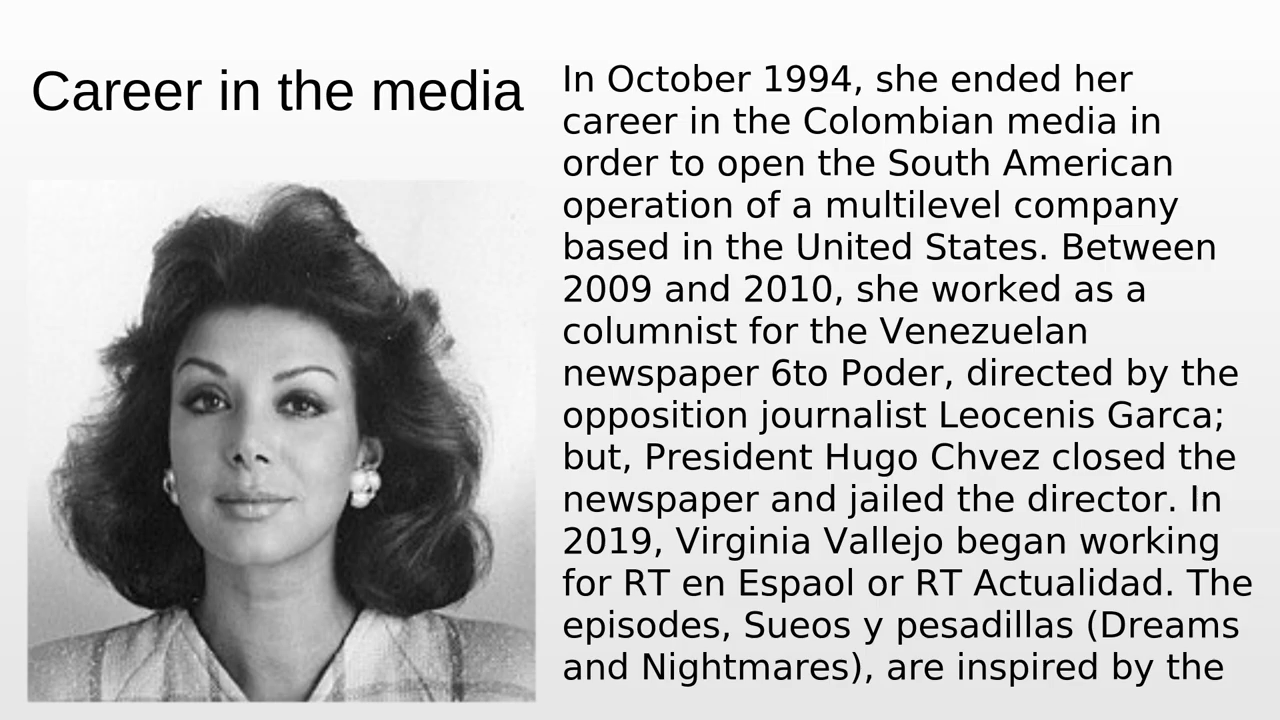 Career in the media
In October 1994, she ended her
career in the Colombian media in
order to open the South American
operation of a multilevel company
based in the United States. Between
2009 and 2010, she worked as a
columnist for the Venezuelan
newspaper 6to Poder, directed by the
opposition journalist Leocenis Garca;
but, President Hugo Chvez closed the
newspaper and jailed the director. In
2019, Virginia Vallejo began working
for RT en Espaol or RT Actualidad. The
episodes, Sueos y pesadillas (Dreams
and Nightmares), are inspired by the